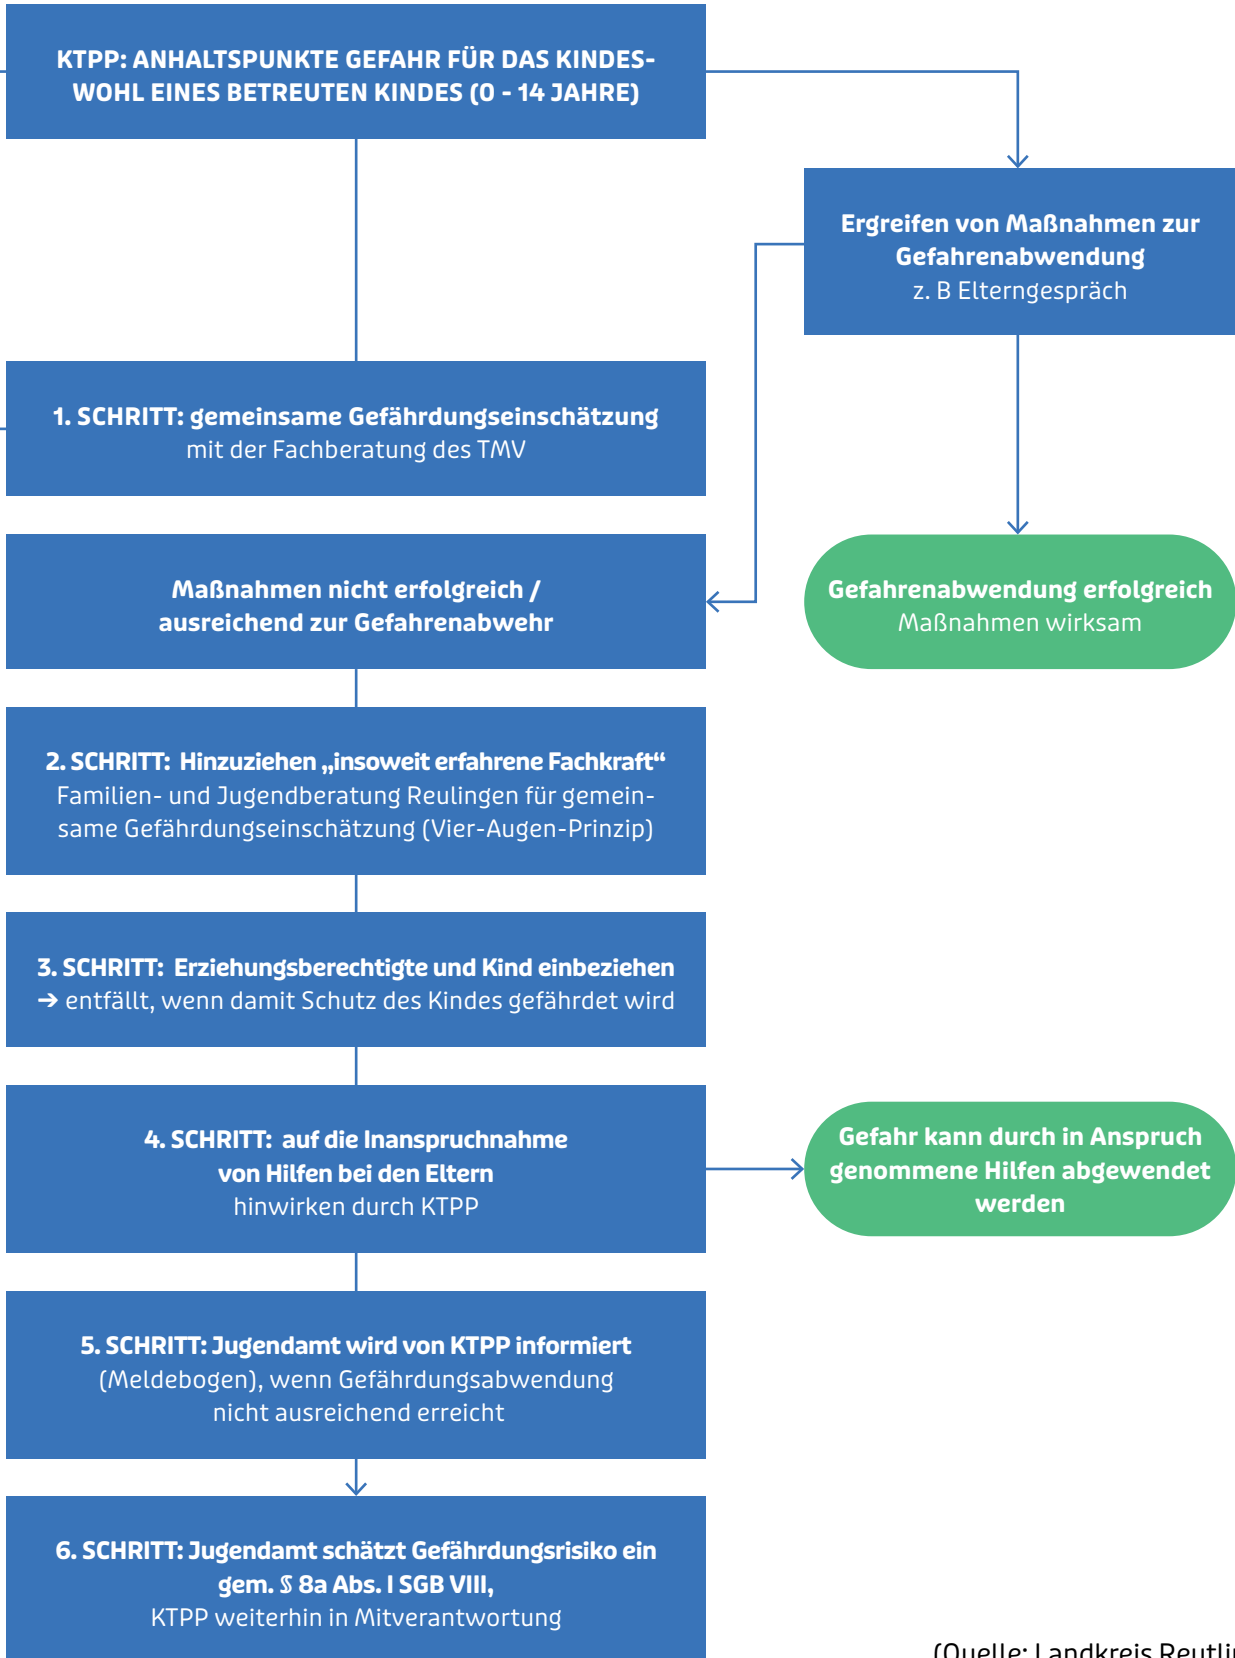 KTPP: ANHALTSPUNKTE GEFAHR FÜR DAS KINDES-
WOHL EINES BETREUTEN KINDES (0 - 14 JAHRE)
Ergreifen von Maßnahmen zur
Gefahrenabwendung
z. B Elterngespräch
1. SCHRITT: gemeinsame Gefährdungseinschätzung
mit der Fachberatung des TMV
Maßnahmen nicht erfolgreich /
ausreichend zur Gefahrenabwehr
Gefahrenabwendung erfolgreich
Maßnahmen wirksam
2. SCHRITT: Hinzuziehen „insoweit erfahrene Fachkraft“
Familien- und Jugendberatung Reulingen für gemein-
same Gefährdungseinschätzung (Vier-Augen-Prinzip)
3. SCHRITT: Erziehungsberechtigte und Kind einbeziehen
➔ entfällt, wenn damit Schutz des Kindes gefährdet wird
4. SCHRITT: auf die Inanspruchnahme
von Hilfen bei den Eltern
hinwirken durch KTPP
Gefahr kann durch in Anspruch
genommene Hilfen abgewendet
werden
5. SCHRITT: Jugendamt wird von KTPP informiert
(Meldebogen), wenn Gefährdungsabwendung
nicht ausreichend erreicht
6. SCHRITT: Jugendamt schätzt Gefährdungsrisiko ein
gem. § 8a Abs. I SGB VIII,
KTPP weiterhin in Mitverantwortung
(Quelle: Landkreis